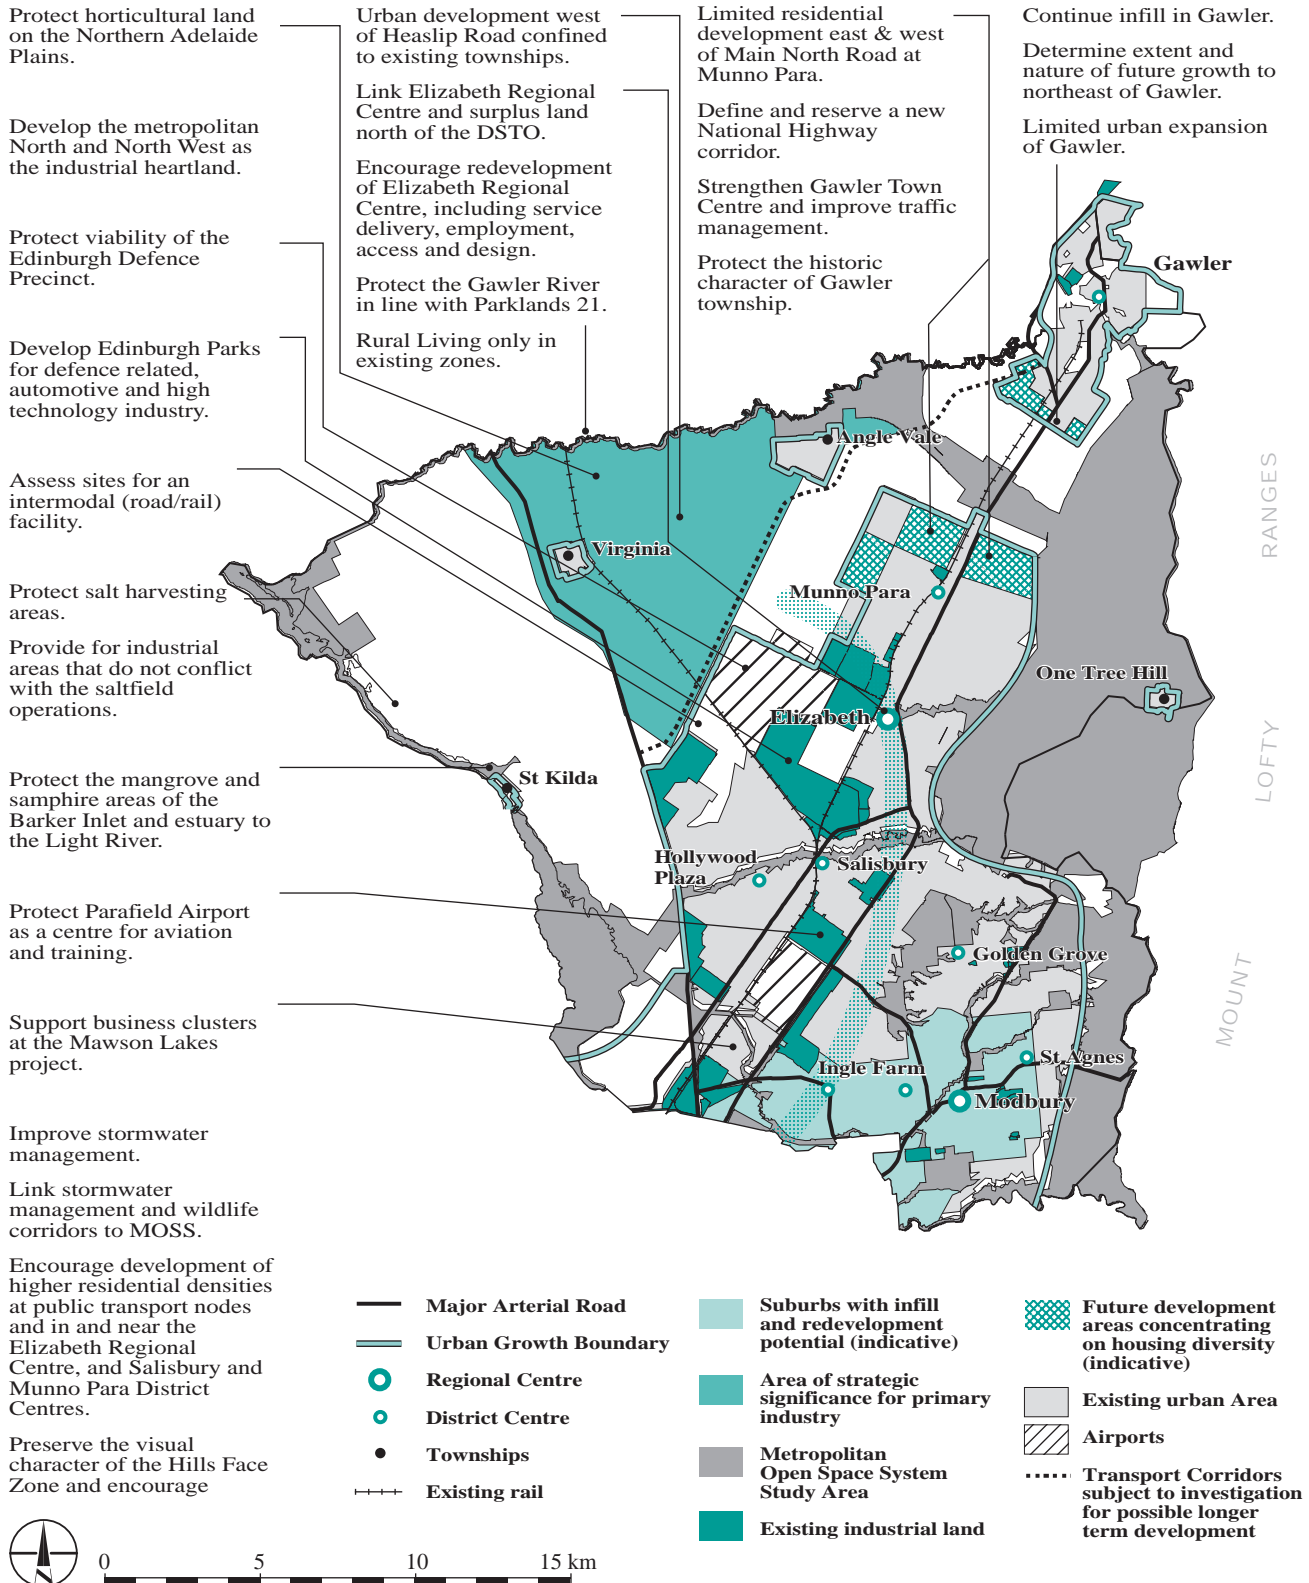 Protect horticultural land
on the Northern Adelaide
Plains.
Develop the metropolitan
North and North West as
the industrial heartland.
Protect viability of the
Edinburgh Defence
Precinct.
Develop Edinburgh Parks
for defence related,
automotive and high
technology industry.
Assess sites for an
intermodal (road/rail)
facility.
Protect salt harvesting
areas.
Provide for industrial
areas that do not conflict
with the saltfield
operations.
Protect the mangrove and
samphire areas of the
Barker Inlet and estuary to
the Light River.
Protect Parafield Airport
as a centre for aviation
and training.
Support business clusters
at the Mawson Lakes
project.
Improve stormwater
management.
Link stormwater
management and wildlife
corridors to MOSS.
Encourage development of
higher residential densities
at public transport nodes
and in and near the
Elizabeth Regional
Centre, and Salisbury and
Munno Para District
Centres.
Preserve the visual
character of the Hills Face
Zone and encourage
Urban development west
of Heaslip Road confined
to existing townships.
Link Elizabeth Regional
Centre and surplus land
north of the DSTO.
Encourage redevelopment
of Elizabeth Regional
Centre, including service
delivery, employment,
access and design.
Protect the Gawler River
in line with Parklands 21.
Rural Living only in
existing zones.
Limited residential
development east & west
of Main North Road at
Munno Para.
Define and reserve a new
National Highway
corridor.
Strengthen Gawler Town
Centre and improve traffic
management.
Protect the historic
character of Gawler
township.
Continue infill in Gawler.
Determine extent and
nature of future growth to
northeast of Gawler.
Limited urban expansion
of Gawler.
Gawler
Angle Vale
Virginia
Munno Para
One Tree Hill
Elizabeth
St Kilda
Hollywood
Plaza
Salisbury
Golden Grove
St Agnes
Ingle Farm
Modbury
RANGES
LOFTY
MOUNT
Major Arterial Road
Urban Growth Boundary
Regional Centre
District Centre
Townships
Existing rail
Suburbs with infill
and redevelopment
potential (indicative)
Area of strategic
significance for primary
industry
Metropolitan
Open Space System
Study Area
Existing industrial land
Future development
areas concentrating
on housing diversity
(indicative)
Existing urban Area
Airports
Transport Corridors
subject to investigation
for possible longer
term development
0 5 10 15 km